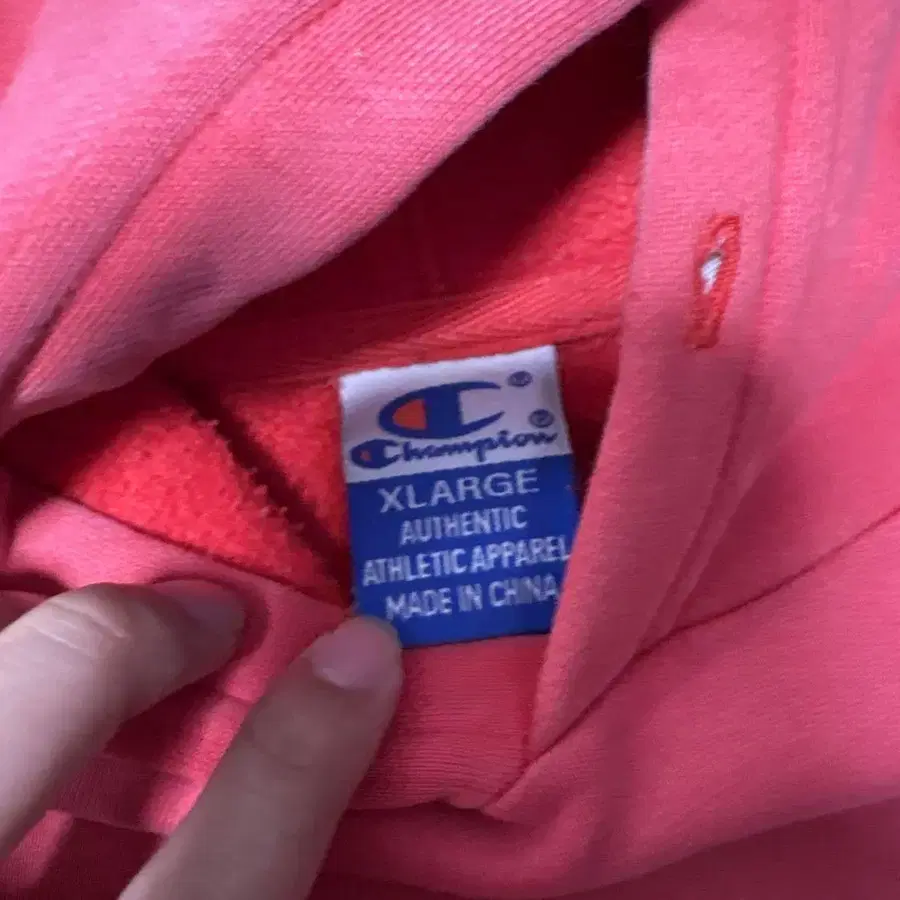 ®
Champion®
XLARGE
AUTHENTIC
ATHLETIC APPAREL
MADE IN CHINA